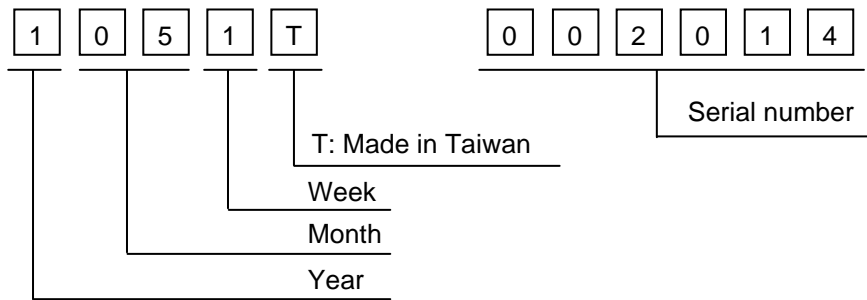 1 0 5 1 T 0 0 2 0 1 4
Serial number
T: Made in Taiwan
Week
Month
Year